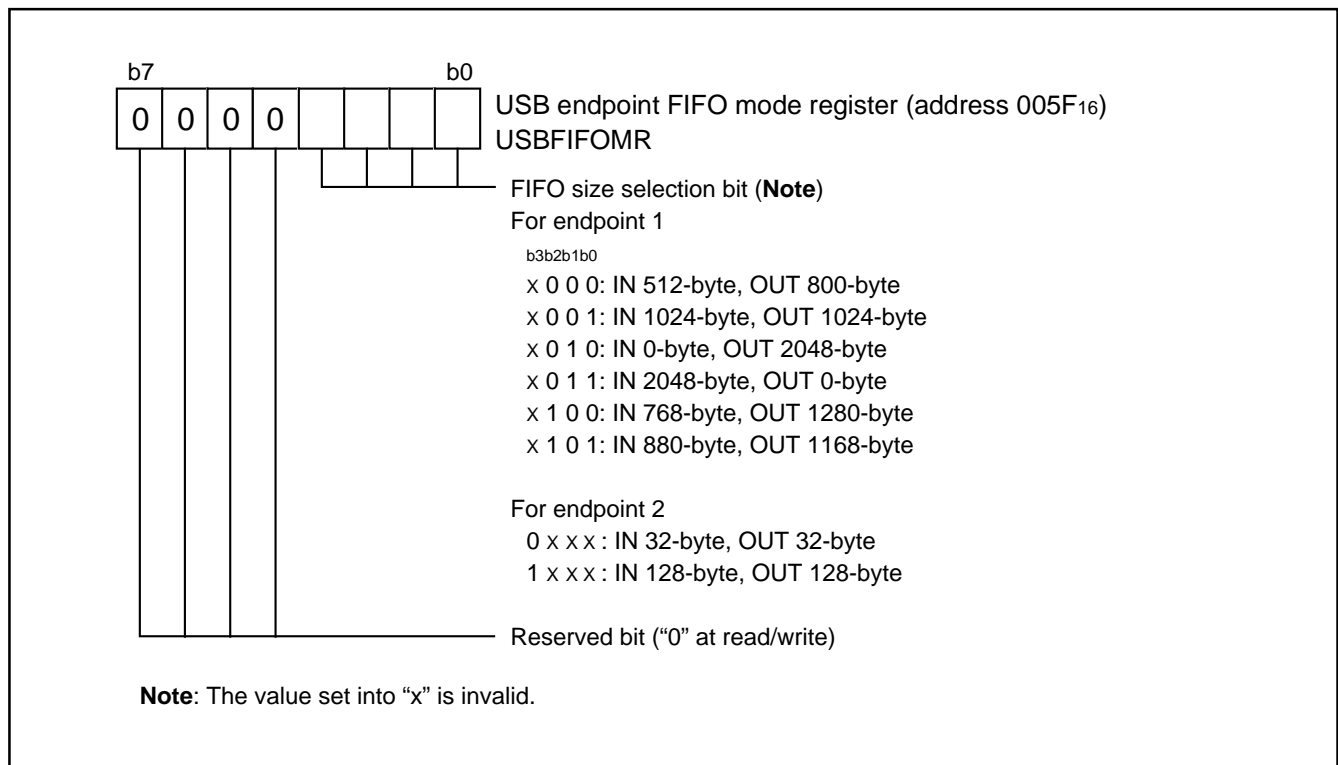 b7 b0
0 0 0 0 USB endpoint FIFO mode register (address 005F16)
USBFIFOMR
FIFO size selection bit (Note)
For endpoint 1
b3b2b1b0
x 0 0 0: IN 512-byte, OUT 800-byte
x 0 0 1: IN 1024-byte, OUT 1024-byte
x 0 1 0: IN 0-byte, OUT 2048-byte
x 0 1 1: IN 2048-byte, OUT 0-byte
x 1 0 0: IN 768-byte, OUT 1280-byte
x 1 0 1: IN 880-byte, OUT 1168-byte
For endpoint 2
0 x x x : IN 32-byte, OUT 32-byte
1 x x x : IN 128-byte, OUT 128-byte
Reserved bit (“0” at read/write)
Note: The value set into “x” is invalid.